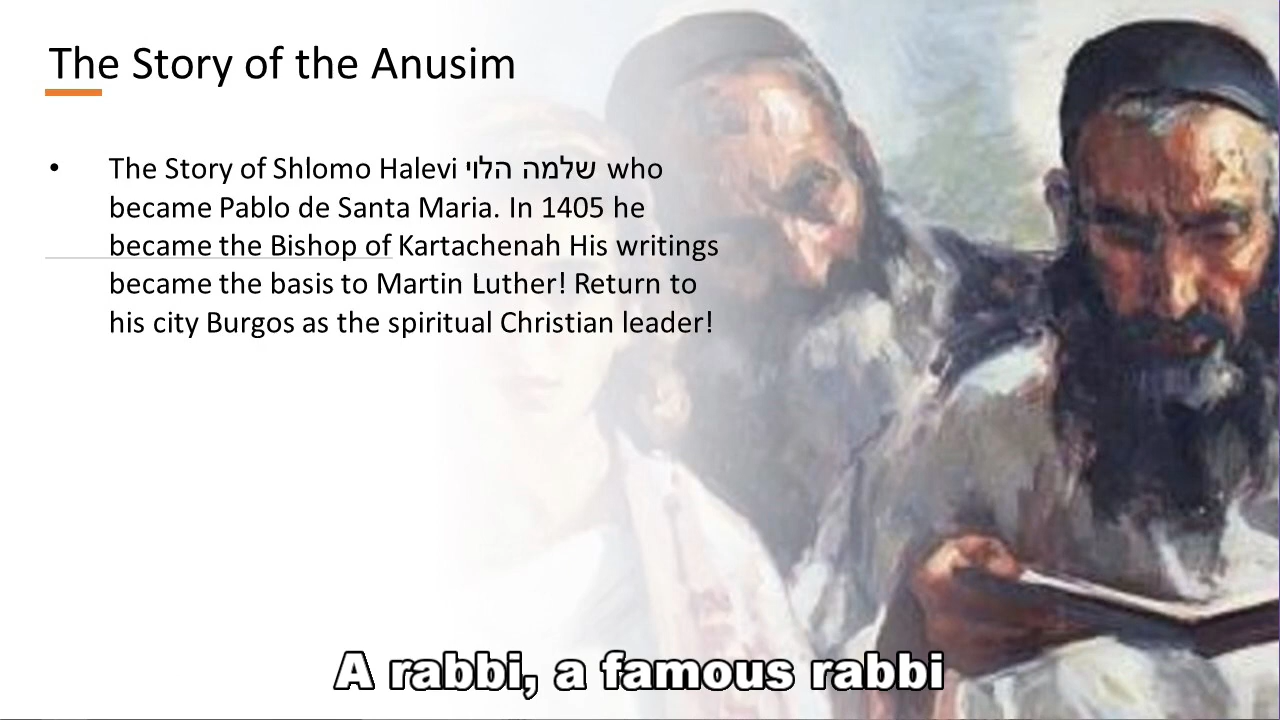 The Story of the Anusim
• The Story of Shlomo Halevi שלמה הלוי who
became Pablo de Santa Maria. In 1405 he
became the Bishop of Kartachenah His writings
became the basis to Martin Luther! Return to
his city Burgos as the spiritual Christian leader!
A rabbi, a famous rabbi